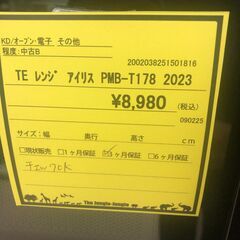 KD/オーブン・電子 その他
程度:中古B
2002038251501816
TE レンジ アイリス PMB-T178 2023
¥8,980 (税込)
090225
サイズ:幅 奥行 高さ cm
□現状販売 □1ヶ月保証 3ヶ月保証 □6ヶ月保証
チェックOK
The Jungle Jungle